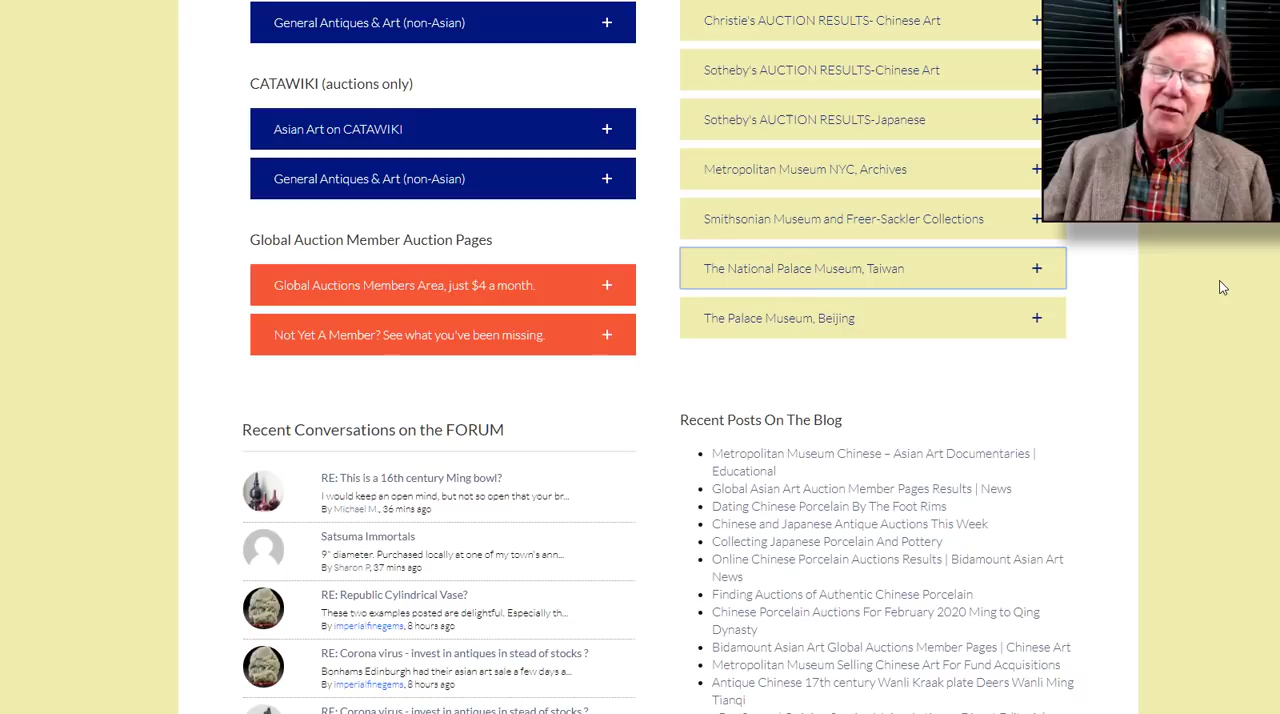 General Antiques & Art (non-Asian)
CATAWIKI (auctions only)
Asian Art on CATAWIKI
General Antiques & Art (non-Asian)
Global Auction Member Auction Pages
Global Auctions Members Area, just $4 a month.
Not Yet A Member? See what you've been missing.
Christie's AUCTION RESULTS- Chinese Art
Sotheby's AUCTION RESULTS-Chinese Art
Sotheby's AUCTION RESULTS-Japanese
Metropolitan Museum NYC, Archives
Smithsonian Museum and Freer-Sackler Collections
The National Palace Museum, Taiwan
The Palace Museum, Beijing
Recent Conversations on the FORUM
RE: This is a 16th century Ming bowl?
I would keep an open mind, but not so open that your br...
By Michael M., 36 mins ago
Satsuma Immortals
9" diameter. Purchased locally at one of my town's ann...
By Sharon P, 37 mins ago
RE: Republic Cylindrical Vase?
These two examples posted are delightful. Especially th...
By imperialfinegems, 8 hours ago
RE: Corona virus - invest in antiques in stead of stocks ?
Bonhams Edinburgh had their asian art sale a few days a...
By imperialfinegems, 8 hours ago
RE: Corona virus - invest in antiques in stead of stocks ?
Recent Posts On The Blog
Metropolitan Museum Chinese – Asian Art Documentaries |
Educational
Global Asian Art Auction Member Pages Results | News
Dating Chinese Porcelain By The Foot Rims
Chinese and Japanese Antique Auctions This Week
Collecting Japanese Porcelain And Pottery
Online Chinese Porcelain Auctions Results | Bidamount Asian Art
News
Finding Auctions of Authentic Chinese Porcelain
Chinese Porcelain Auctions For February 2020 Ming to Qing
Dynasty
Bidamount Asian Art Global Auctions Member Pages | Chinese Art
Metropolitan Museum Selling Chinese Art For Fund Acquisitions
Antique Chinese 17th century Wanli Kraak plate Deers Wanli Ming
Tianqi